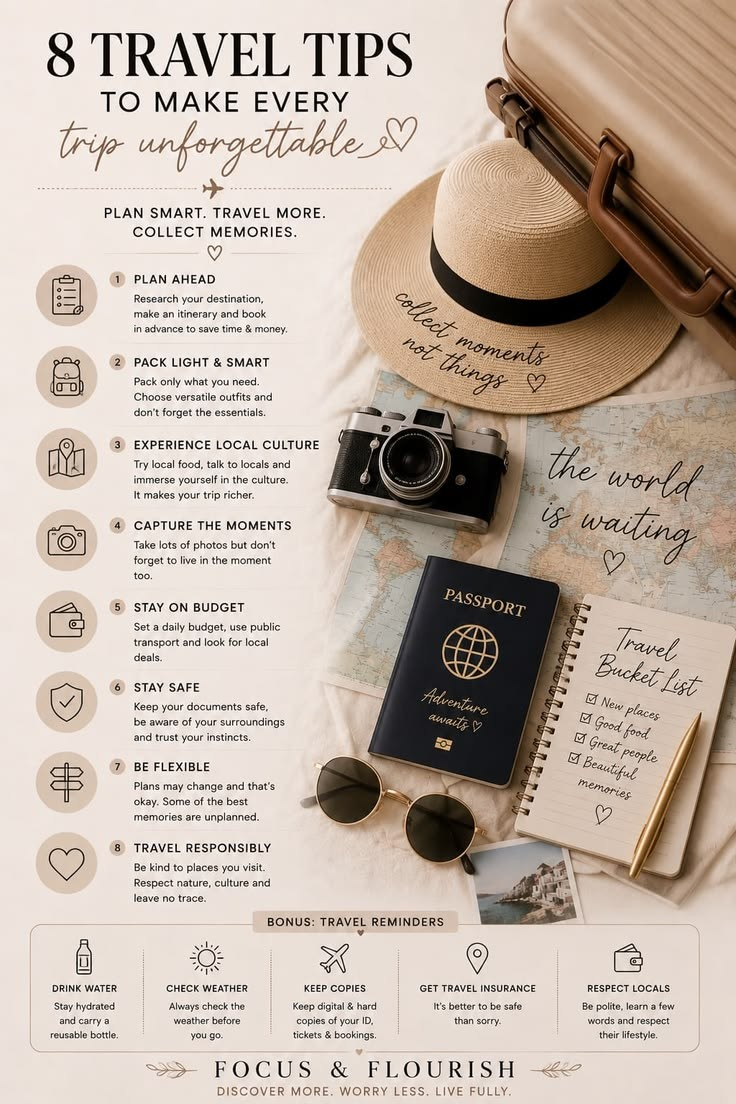 8 TRAVEL TIPS
TO MAKE EVERY
trip unforgettable
PLAN SMART. TRAVEL MORE.
COLLECT MEMORIES.
1 PLAN AHEAD
Research your destination,
make an itinerary and book
in advance to save time & money.
2 PACK LIGHT & SMART
Pack only what you need.
Choose versatile outfits and
don't forget the essentials.
3 EXPERIENCE LOCAL CULTURE
Try local food, talk to locals and
immerse yourself in the culture.
It makes your trip richer.
4 CAPTURE THE MOMENTS
Take lots of photos but don't
forget to live in the moment
too.
5 STAY ON BUDGET
Set a daily budget, use public
transport and look for local
deals.
6 STAY SAFE
Keep your documents safe,
be aware of your surroundings
and trust your instincts.
7 BE FLEXIBLE
Plans may change and that's
okay. Some of the best
memories are unplanned.
8 TRAVEL RESPONSIBLY
Be kind to places you visit.
Respect nature, culture and
leave no trace.
collect moments
not things
the world
is waiting
PASSPORT
Adventure
awaits
Travel
Bucket List
New places
Good food
Great people
Beautiful
memories
BONUS: TRAVEL REMINDERS
DRINK WATER
Stay hydrated
and carry a
reusable bottle.
CHECK WEATHER
Always check the
weather before
you go.
KEEP COPIES
Keep digital & hard
copies of your ID,
tickets & bookings.
GET TRAVEL INSURANCE
It's better to be safe
than sorry.
RESPECT LOCALS
Be polite, learn a few
words and respect
their lifestyle.
FOCUS & FLOURISH
DISCOVER MORE. WORRY LESS. LIVE FULLY.